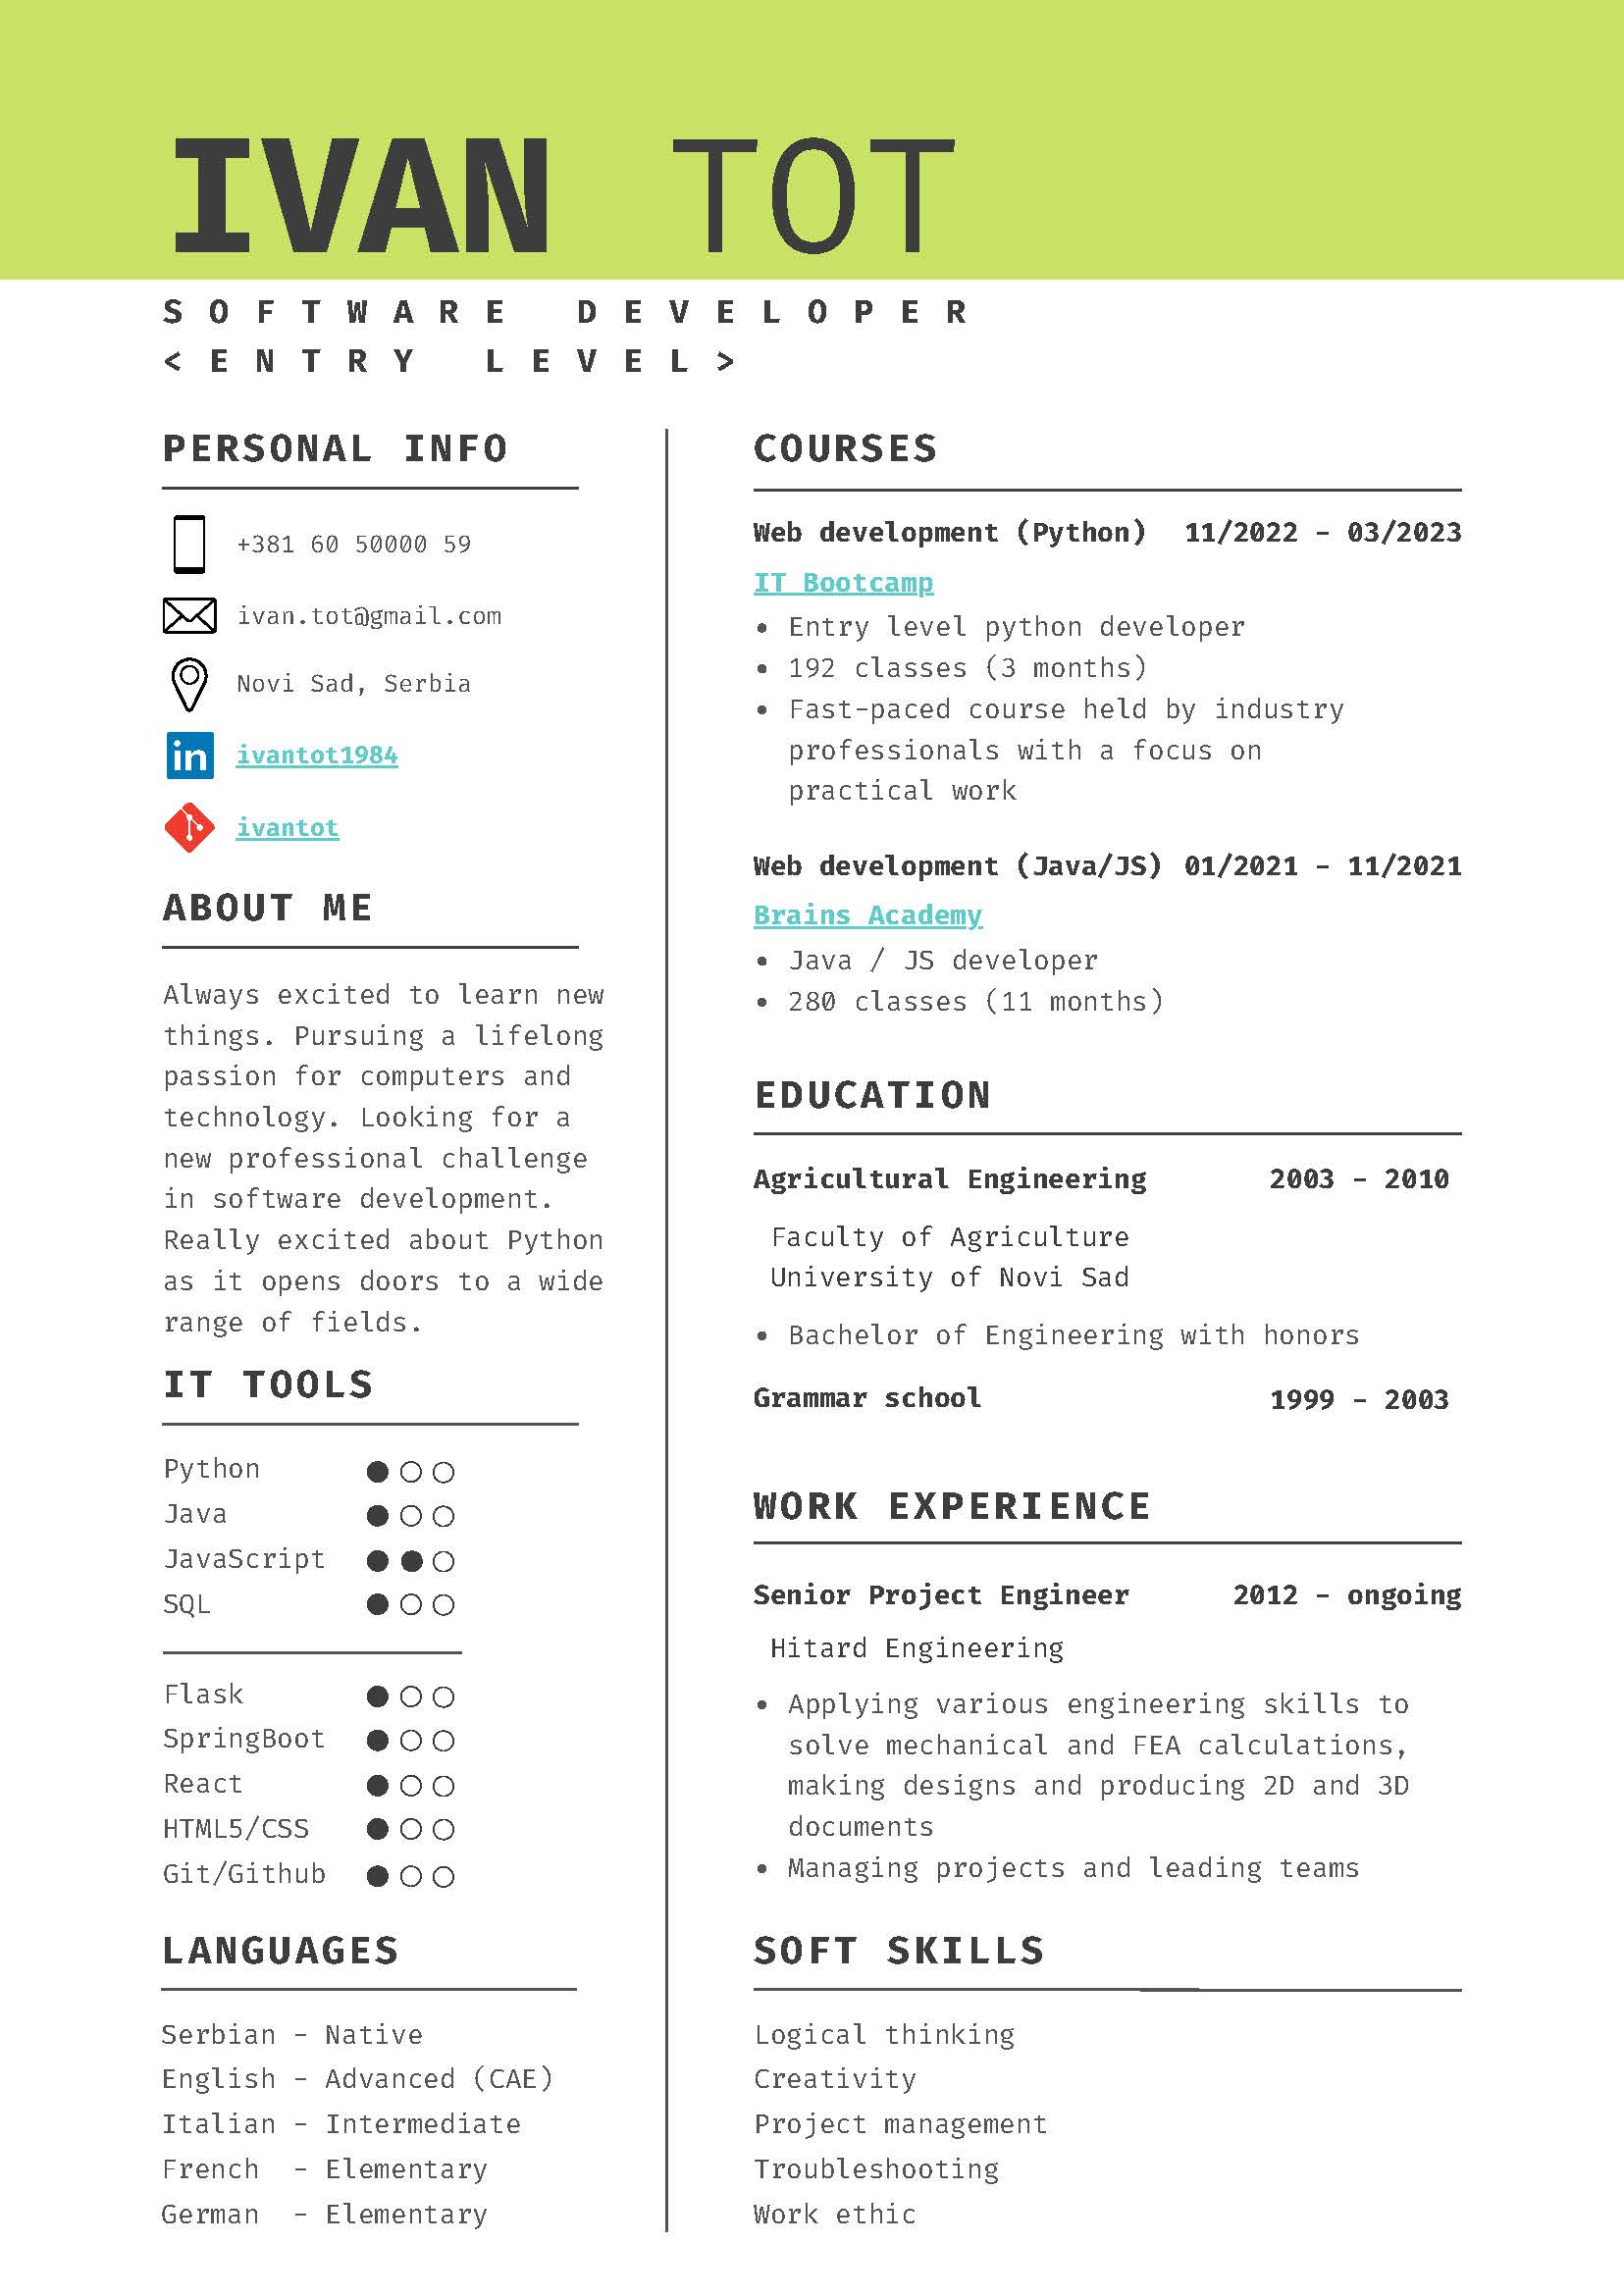 IVAN TOT
SOFTWARE DEVELOPER
<ENTRY LEVEL>
PERSONAL INFO
+381 60 50000 59
ivan.tot@gmail.com
Novi Sad, Serbia
in
ivantot1984
ivantot
ABOUT ME
Always excited to learn new
things. Pursuing a lifelong
passion for computers and
technology. Looking for a
new professional challenge
in software development.
Really excited about Python
as it opens doors to a wide
range of fields.
IT TOOLS
Python
Java
JavaScript
SQL
Flask
SpringBoot
React
HTML5/CSS
Git/Github
LANGUAGES
Serbian - Native
English - Advanced (CAE)
Italian - Intermediate
French - Elementary
German - Elementary
COURSES
Web development (Python) 11/2022 - 03/2023
IT Bootcamp
• Entry level python developer
• 192 classes (3 months)
• Fast-paced course held by industry
professionals with a focus on
practical work
Web development (Java/JS) 01/2021 - 11/2021
Brains Academy
• Java / JS developer
• 280 classes (11 months)
EDUCATION
Agricultural Engineering 2003 - 2010
Faculty of Agriculture
University of Novi Sad
• Bachelor of Engineering with honors
Grammar school 1999 - 2003
WORK EXPERIENCE
Senior Project Engineer 2012 - ongoing
Hitard Engineering
• Applying various engineering skills to
solve mechanical and FEA calculations,
making designs and producing 2D and 3D
documents
• Managing projects and leading teams
SOFT SKILLS
Logical thinking
Creativity
Project management
Troubleshooting
Work ethic